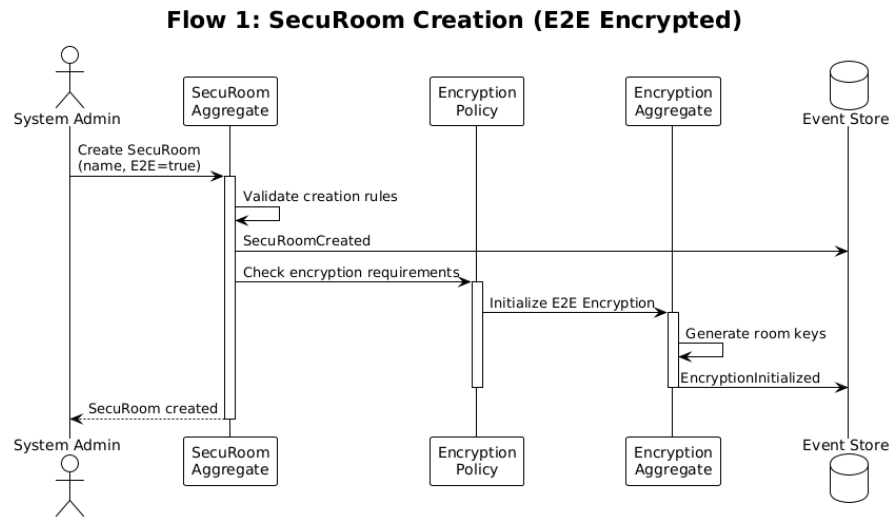 Flow 1: SecuRoom Creation (E2E Encrypted)
System Admin
SecuRoom
Aggregate
Encryption
Policy
Encryption
Aggregate
Event Store
Create SecuRoom
(name, E2E=true)
Validate creation rules
SecuRoomCreated
Check encryption requirements
Initialize E2E Encryption
Generate room keys
EncryptionInitialized
SecuRoom created
System Admin
SecuRoom
Aggregate
Encryption
Policy
Encryption
Aggregate
Event Store